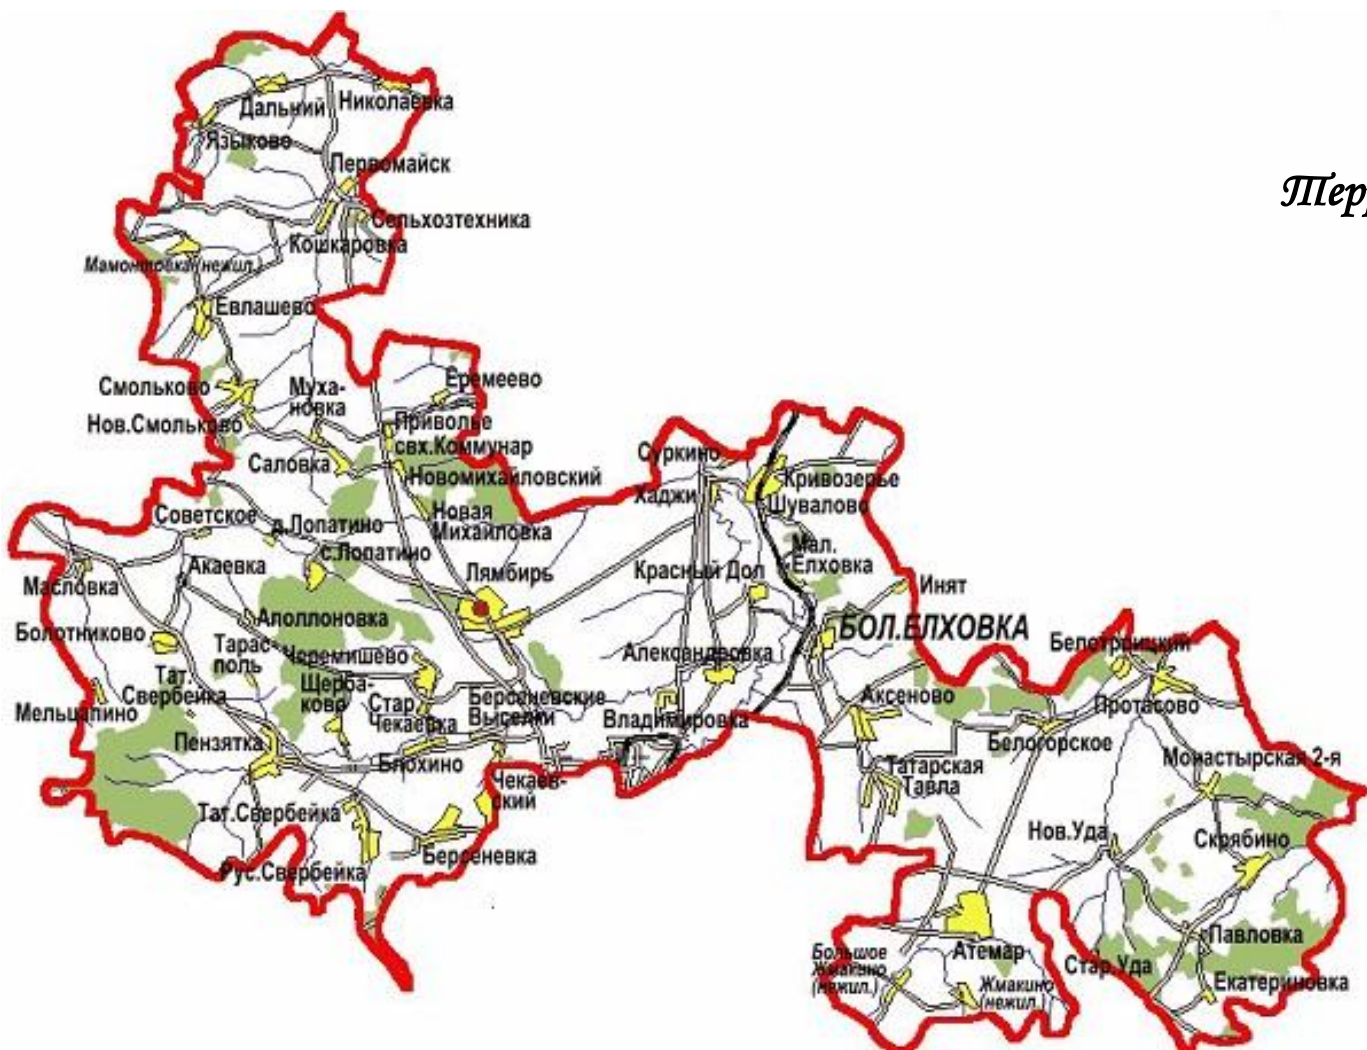 Дальний
Николаевка
Языково
Первомайск
Терр
Сельхозтехника
Кошкаровка
Мамонтовка (нежил.)
Евлашево
Смольково
Муха-
новка
Еремеево
Нов.Смольково
Приволье
свх.Коммунар
Саловка
Новомихайловский
Суркино
Хаджи
Кривозерье
Шувалово
Советское
д.Лопатино
Новая
Михайловка
с.Лопатино
Акаевка
Лямбирь
Красный Дол
Мал.
Елховка
Инят
Масловка
Аполлоновка
Болотниково
Тарас-
поль
Черемишево
Александровка
БОЛ.ЕЛХОВКА
Белотроицкий
Тат.
Свербейка
Щерба-
ково
Стар.
Чекаевка
Берсеневские
Выселки
Владимировка
Аксеново
Протасово
Мельцапино
Пензятка
Блохино
Белогорское
Монастырская 2-я
Чекаев-
ский
Татарская
Тавла
Тат.Свербейка
Нов.Уда
Скрябино
Берсеневка
Рус.Свербейка
Павловка
Атемар
Большое
Жмакино
(нежил.)
Жмакино
(нежил.)
Стар.Уда
Екатериновка